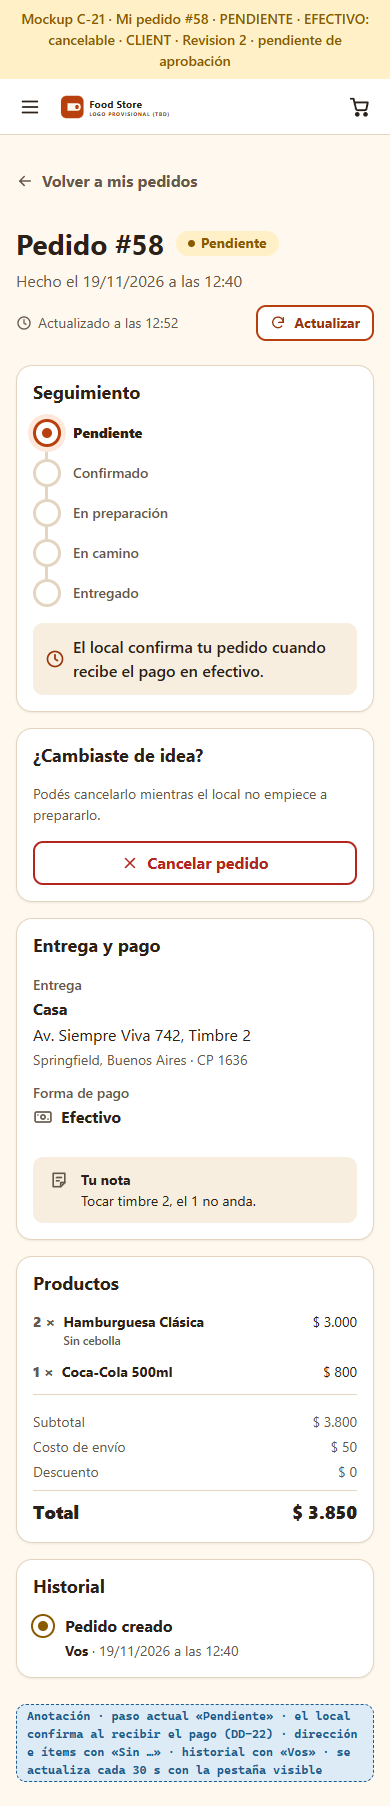 Mockup C-21 · Mi pedido #58 · PENDIENTE · EFECTIVO:
cancelable · CLIENT · Revision 2 · pendiente de
aprobación
Food Store
LOGO PROVISIONAL (TBD)
Volver a mis pedidos
Pedido #58
Pendiente
Hecho el 19/11/2026 a las 12:40
Actualizado a las 12:52
Actualizar
Seguimiento
Pendiente
Confirmado
En preparación
En camino
Entregado
El local confirma tu pedido cuando
recibe el pago en efectivo.
¿Cambiaste de idea?
Podés cancelarlo mientras el local no empiece a
prepararlo.
Cancelar pedido
Entrega y pago
Entrega
Casa
Av. Siempre Viva 742, Timbre 2
Springfield, Buenos Aires · CP 1636
Forma de pago
Efectivo
Tu nota
Tocar timbre 2, el 1 no anda.
Productos
2 × Hamburguesa Clásica $ 3.000
Sin cebolla
1 × Coca-Cola 500ml $ 800
Subtotal $ 3.800
Costo de envío $ 50
Descuento $ 0
Total $ 3.850
Historial
Pedido creado
Vos · 19/11/2026 a las 12:40
Anotación · paso actual «Pendiente» · el local
confirma al recibir el pago (DD-22) · dirección
e ítems con «Sin …» · historial con «Vos» · se
actualiza cada 30 s con la pestaña visible